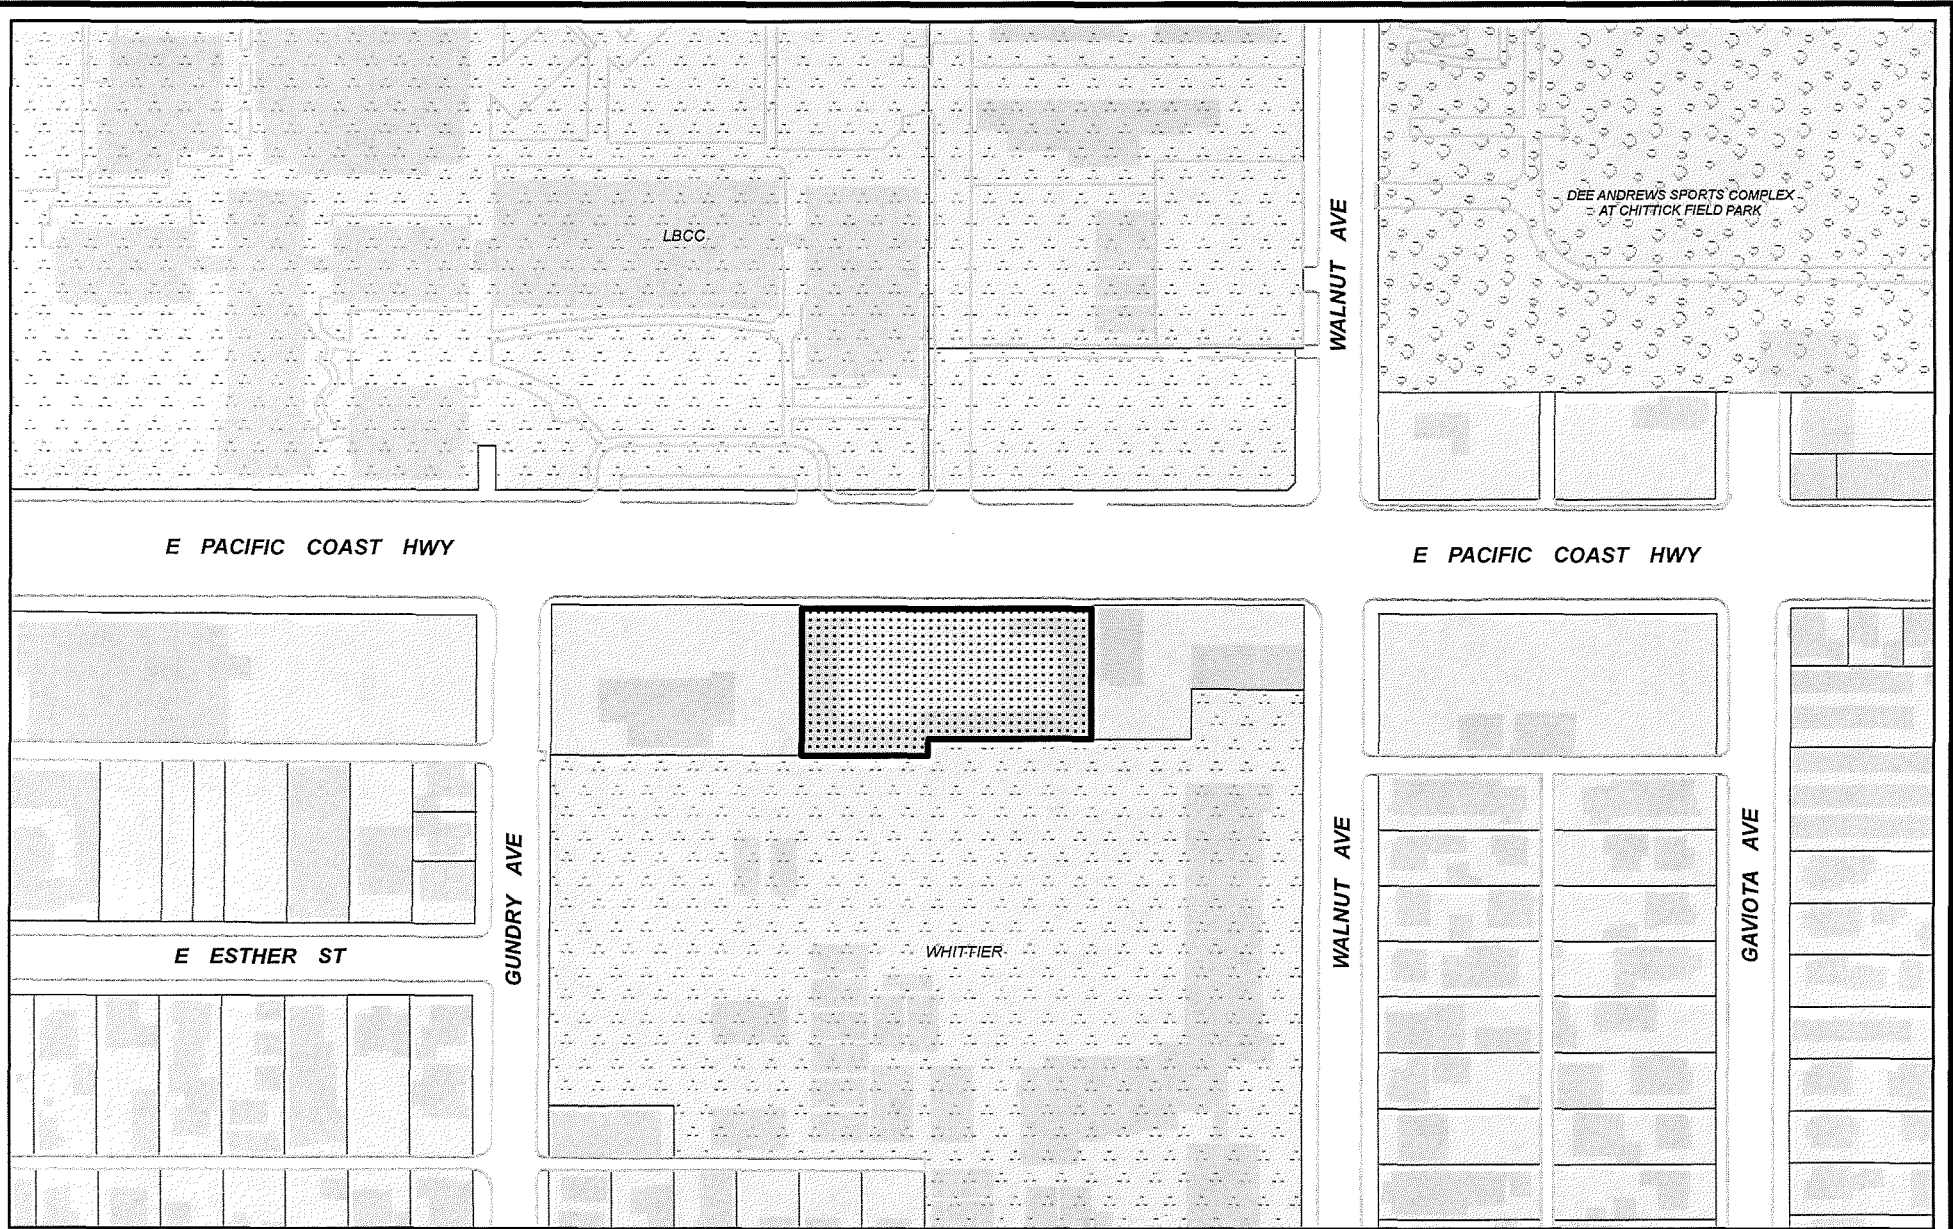 WALNUT AVE
DEE ANDREWS SPORTS COMPLEX
AT CHITTICK FIELD PARK
LBCC
E PACIFIC COAST HWY
E PACIFIC COAST HWY
GUNDRY AVE
WALNUT AVE
GAVIOTA AVE
E ESTHER ST
WHITTIER